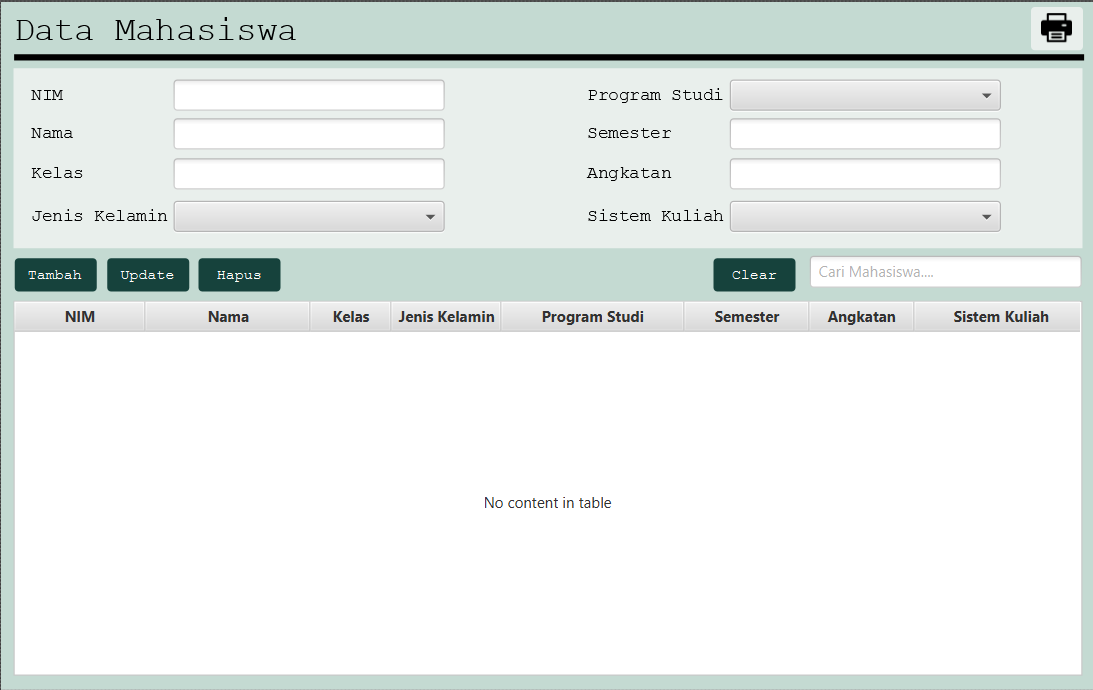 Data Mahasiswa
NIM
Program Studi
Nama
Semester
Kelas
Angkatan
Jenis Kelamin
Sistem Kuliah
Tambah Update Hapus Clear Cari Mahasiswa....
NIM Nama Kelas Jenis Kelamin Program Studi Semester Angkatan Sistem Kuliah
No content in table